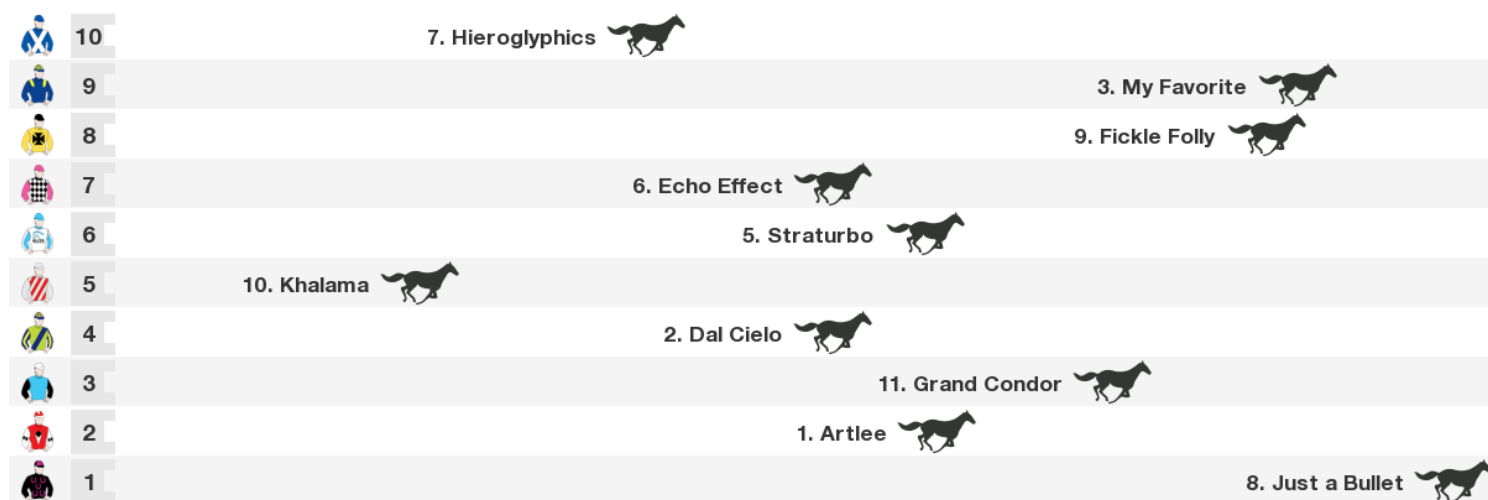 10 7. Hieroglyphics
9 3. My Favorite
8 9. Fickle Folly
7 6. Echo Effect
6 5. Straturbo
5 10. Khalama
4 2. Dal Cielo
3 11. Grand Condor
2 1. Artlee
1 8. Just a Bullet